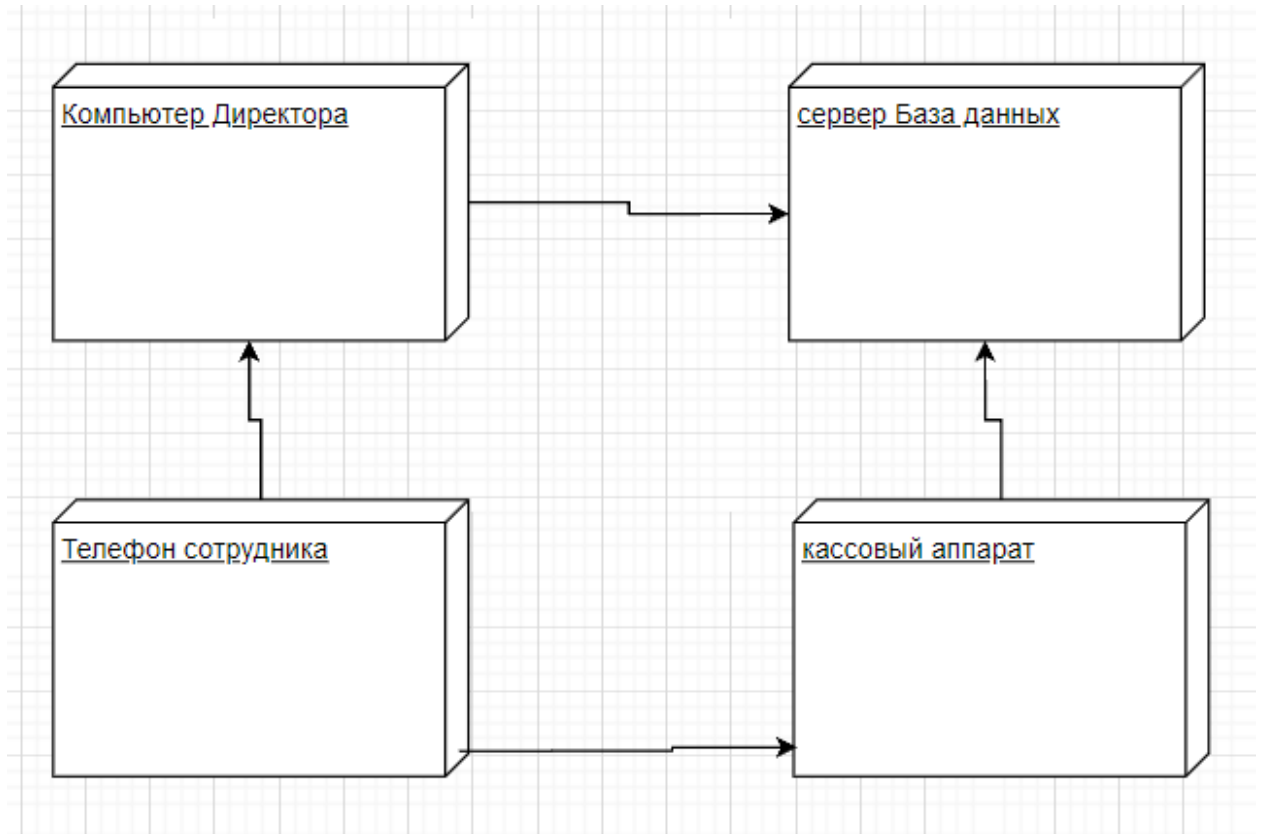 Компьютер Директора
сервер База данных
Телефон сотрудника
кассовый аппарат